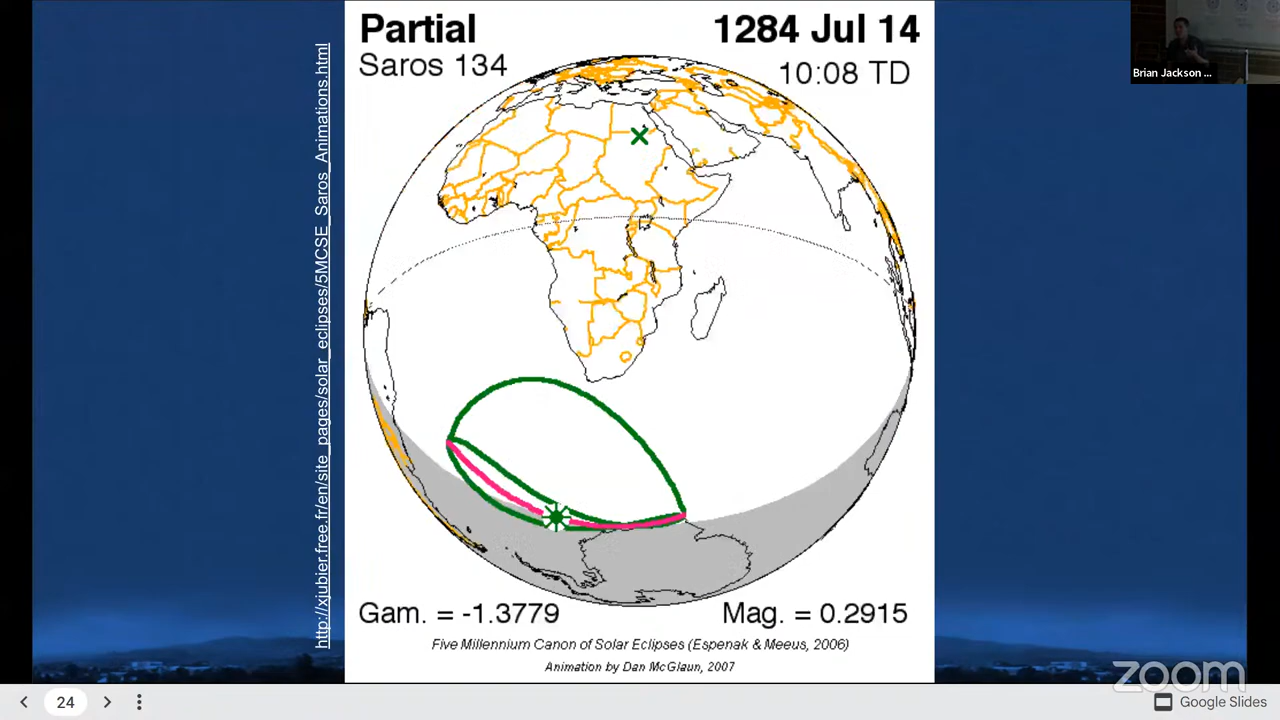 Partial
1284 Jul 14
Saros 134
10:08 TD
http://xjubier.free.fr/en/site_pages/solar_eclipses/5MCSE_Saros_Animations.html
Gam. = -1.3779
Mag. = 0.2915
Five Millennium Canon of Solar Eclipses (Espenak & Meeus, 2006)
Animation by Dan McGlaun, 2007
Brian Jackson ...
zoom
24
Google Slides